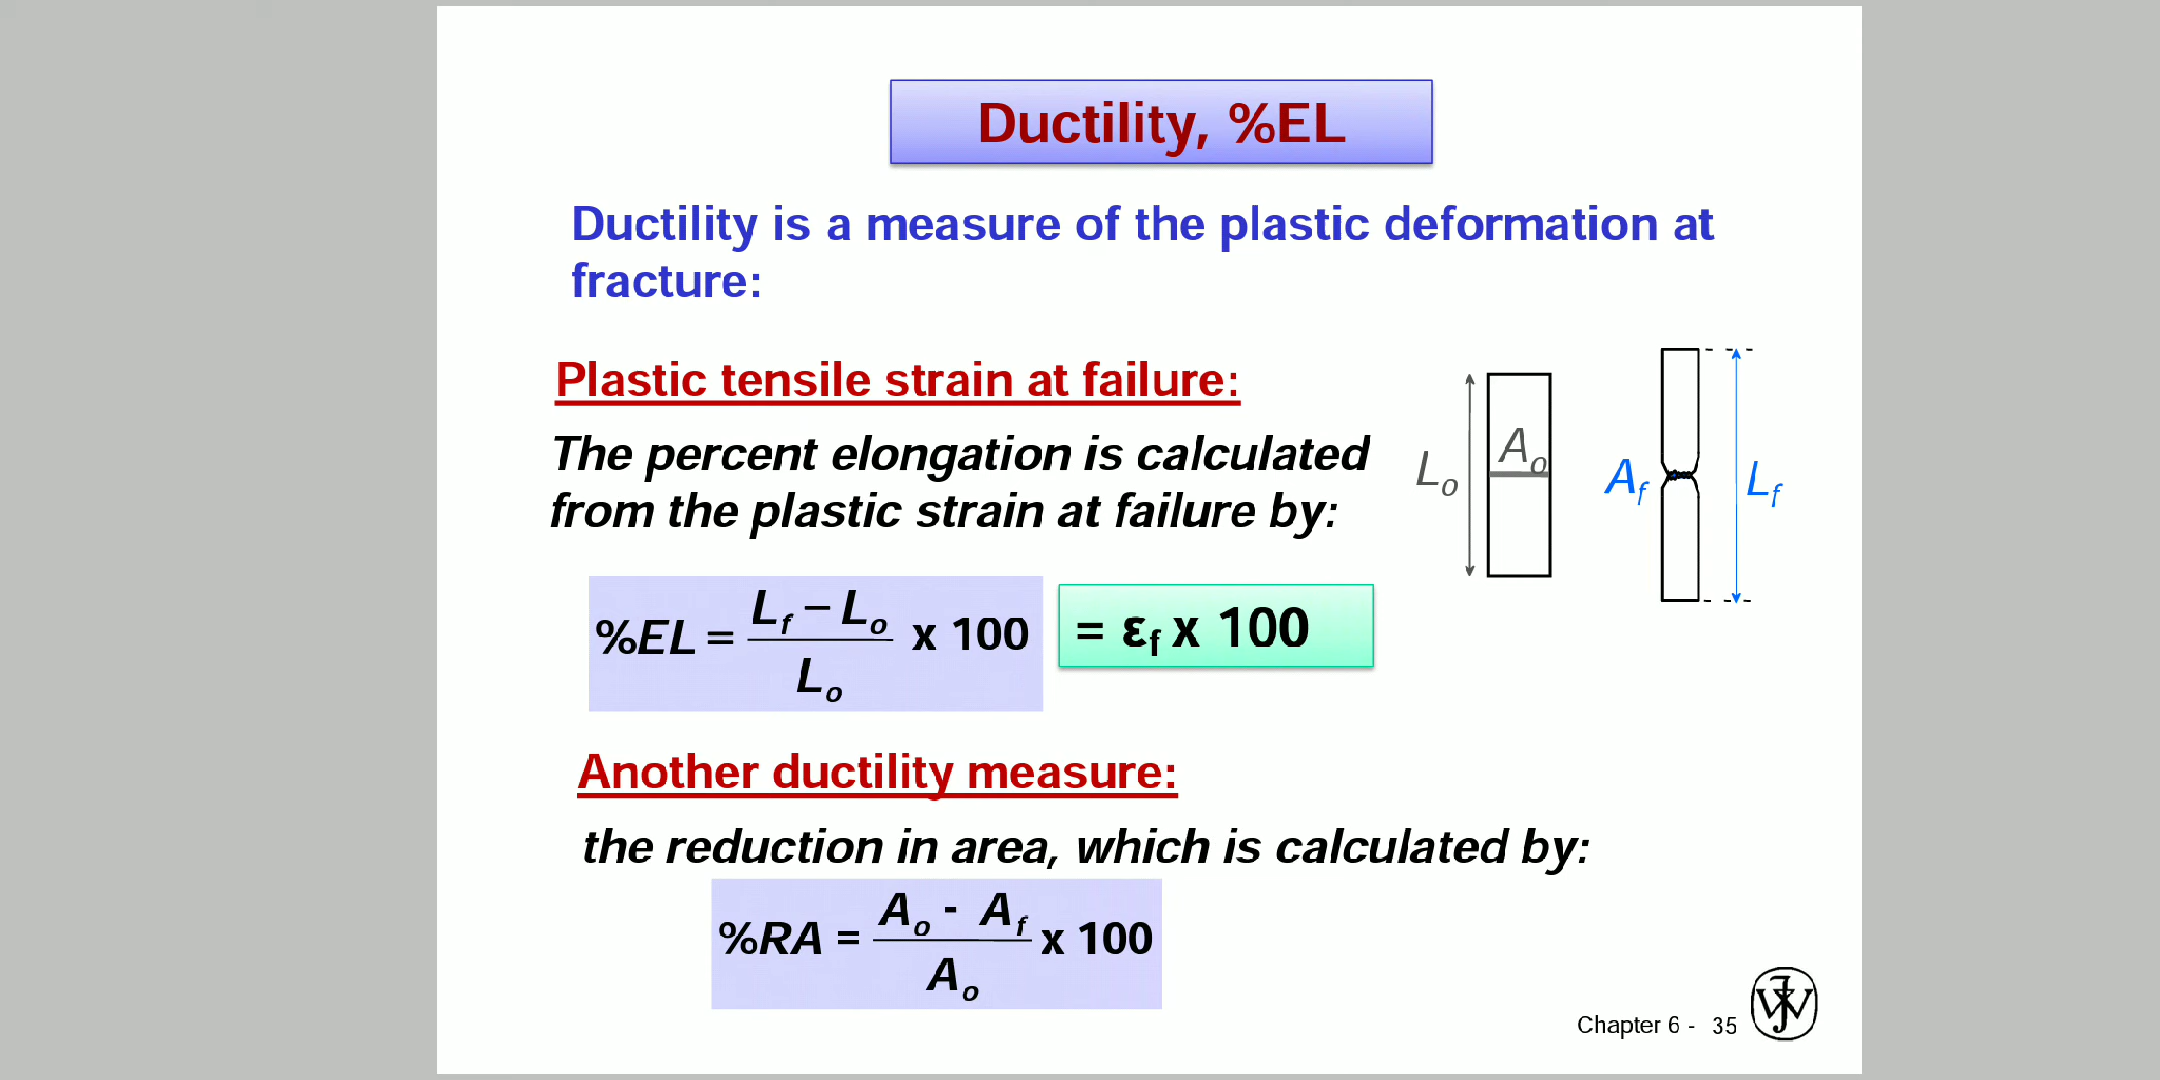 Ductility, %EL
Ductility is a measure of the plastic deformation at
fracture:
Plastic tensile strain at failure:
The percent elongation is calculated
from the plastic strain at failure by:
Lo
Ao
Af
Lf
%EL = (Lf − Lo) / Lo x 100
= εf x 100
Another ductility measure:
the reduction in area, which is calculated by:
%RA = (Ao - Af) / Ao x 100
Chapter 6 - 35